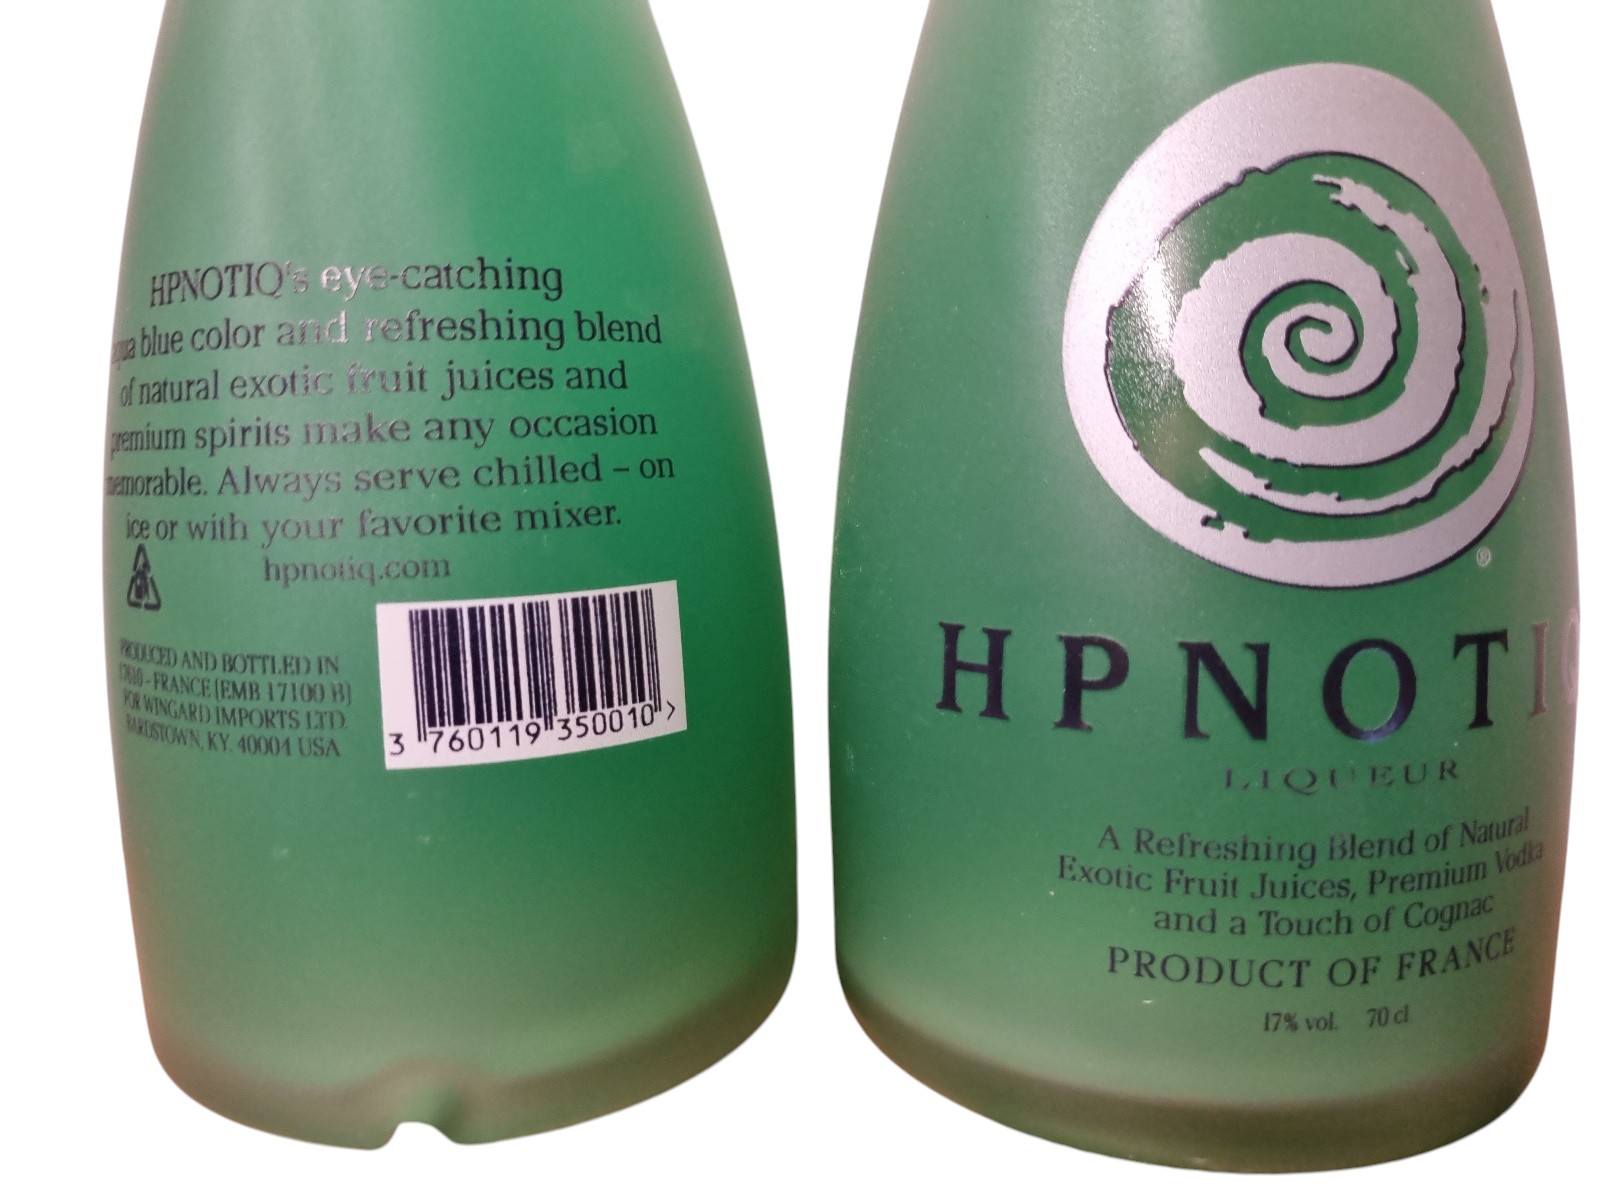 HPNOTIQ's eye-catching
aqua blue color and refreshing blend
of natural exotic fruit juices and
premium spirits make any occasion
memorable. Always serve chilled – on
ice or with your favorite mixer.
hpnotiq.com
PRODUCED AND BOTTLED IN
- FRANCE (EMB 17100 B)
FOR WINGARD IMPORTS LTD.
BARDSTOWN, KY. 40004 USA
3 760119 350010 >
®
HPNOTIQ
LIQUEUR
A Refreshing Blend of Natural
Exotic Fruit Juices, Premium Vodka
and a Touch of Cognac
PRODUCT OF FRANCE
17% vol. 70 cl